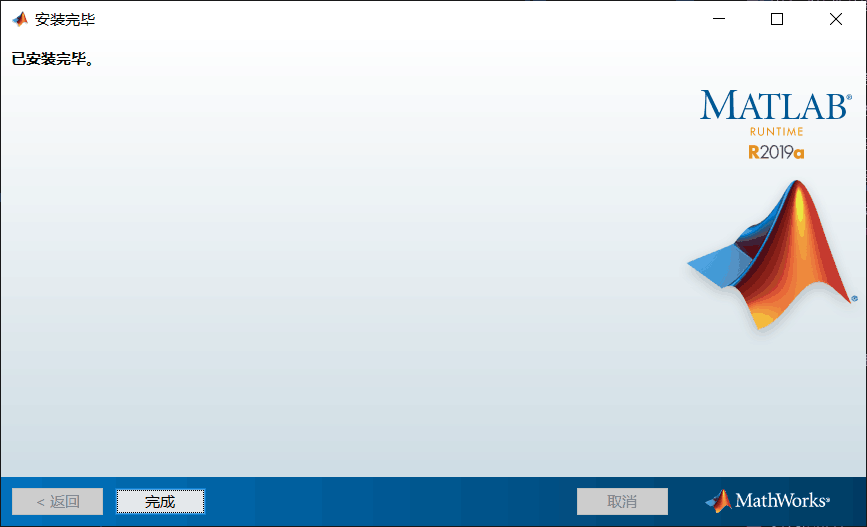 安装完毕
已安装完毕。
MATLAB®
RUNTIME
R2019a
®
< 返回
完成
取消
MathWorks®